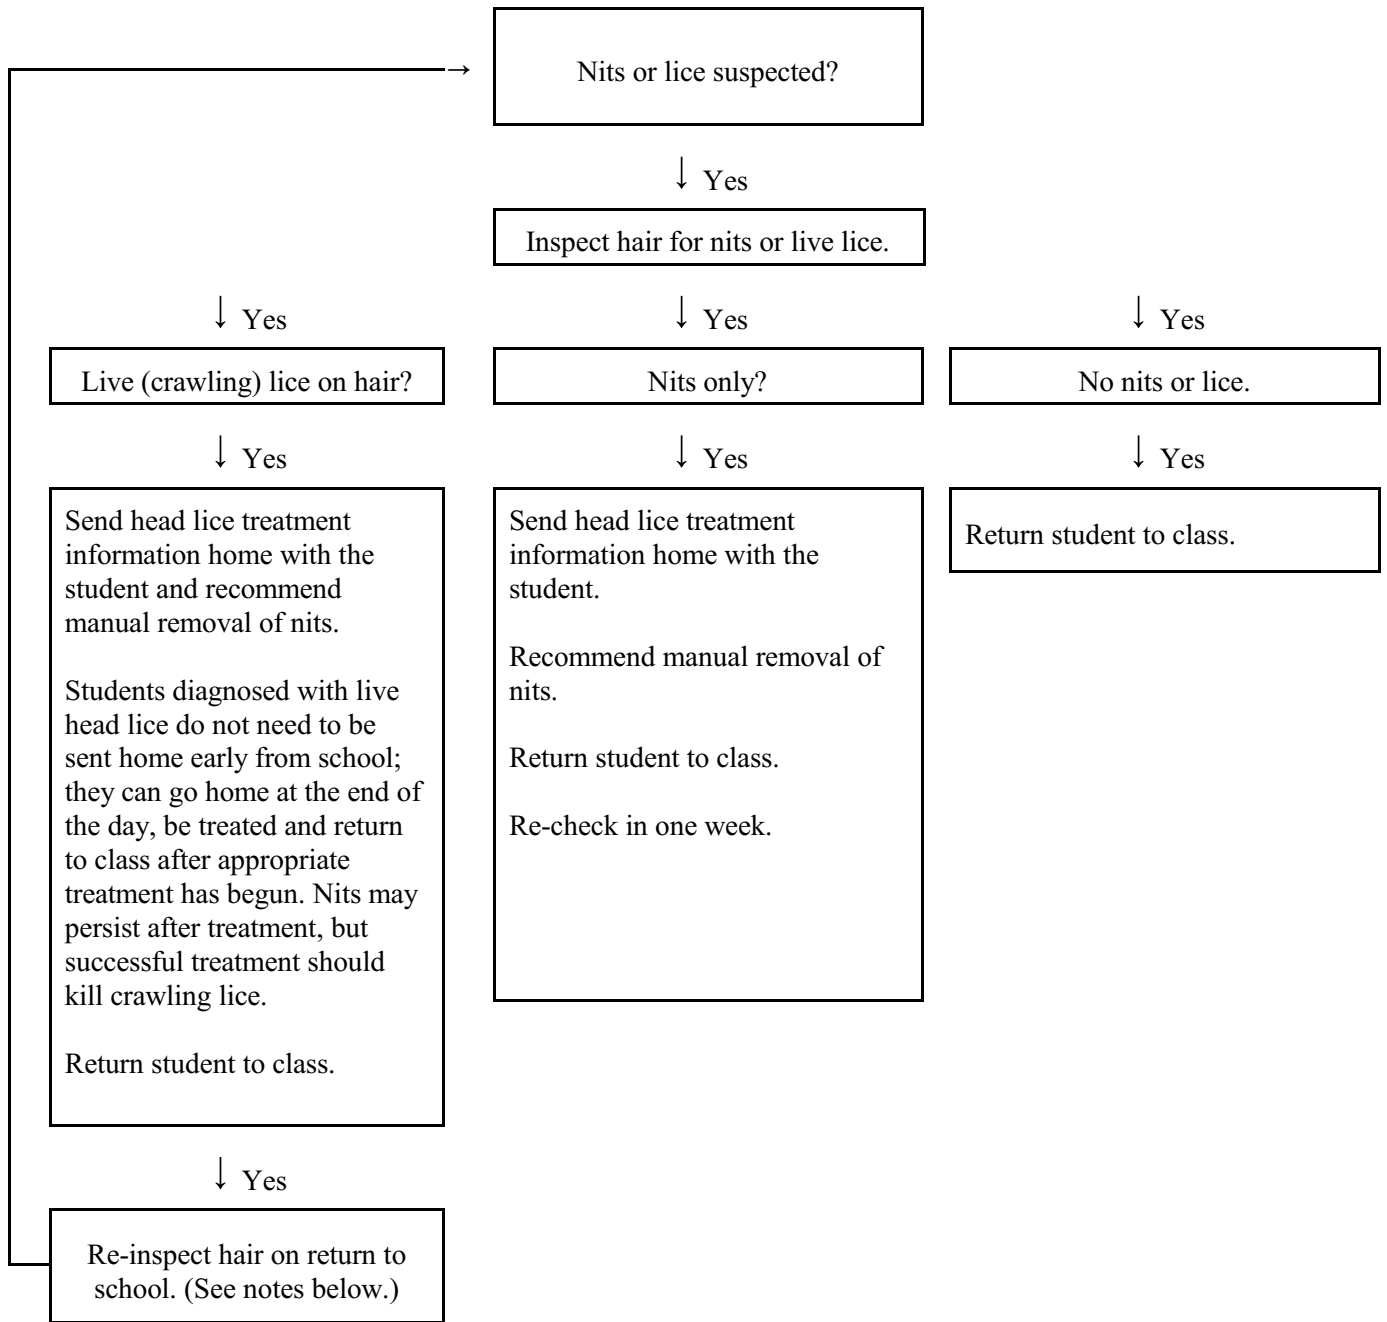 →
Nits or lice suspected?
↓ Yes
Inspect hair for nits or live lice.
↓ Yes
↓ Yes
↓ Yes
Live (crawling) lice on hair?
Nits only?
No nits or lice.
↓ Yes
↓ Yes
↓ Yes
Send head lice treatment
information home with the
student and recommend
manual removal of nits.
Students diagnosed with live
head lice do not need to be
sent home early from school;
they can go home at the end of
the day, be treated and return
to class after appropriate
treatment has begun. Nits may
persist after treatment, but
successful treatment should
kill crawling lice.
Return student to class.
Send head lice treatment
information home with the
student.
Recommend manual removal of
nits.
Return student to class.
Re-check in one week.
Return student to class.
↓ Yes
Re-inspect hair on return to
school. (See notes below.)